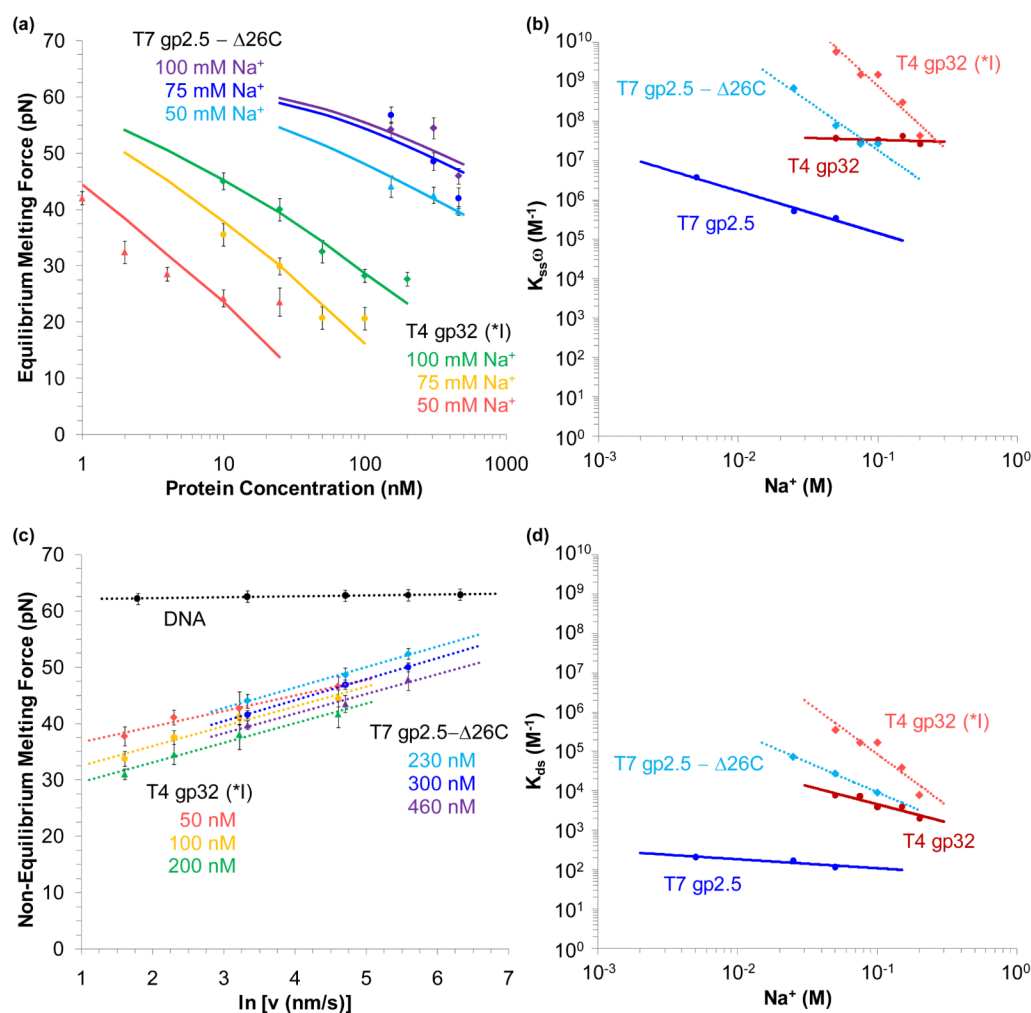 (a)
Equilibrium Melting Force (pN)
70
60
50
40
30
20
10
0
T7 gp2.5 – Δ26C
100 mM Na⁺
75 mM Na⁺
50 mM Na⁺
T4 gp32 (*I)
100 mM Na⁺
75 mM Na⁺
50 mM Na⁺
1 10 100 1000
Protein Concentration (nM)
(b)
K_ssω (M⁻¹)
10¹⁰
10⁹
10⁸
10⁷
10⁶
10⁵
10⁴
10³
10²
10¹
10⁰
T4 gp32 (*I)
T7 gp2.5 – Δ26C
T4 gp32
T7 gp2.5
10⁻³ 10⁻² 10⁻¹ 10⁰
Na⁺ (M)
(c)
Non-Equilibrium Melting Force (pN)
70
60
50
40
30
20
10
0
DNA
T7 gp2.5–Δ26C
230 nM
300 nM
460 nM
T4 gp32 (*I)
50 nM
100 nM
200 nM
1 2 3 4 5 6 7
ln [v (nm/s)]
(d)
K_ds (M⁻¹)
10¹⁰
10⁹
10⁸
10⁷
10⁶
10⁵
10⁴
10³
10²
10¹
10⁰
T4 gp32 (*I)
T7 gp2.5 – Δ26C
T4 gp32
T7 gp2.5
10⁻³ 10⁻² 10⁻¹ 10⁰
Na⁺ (M)